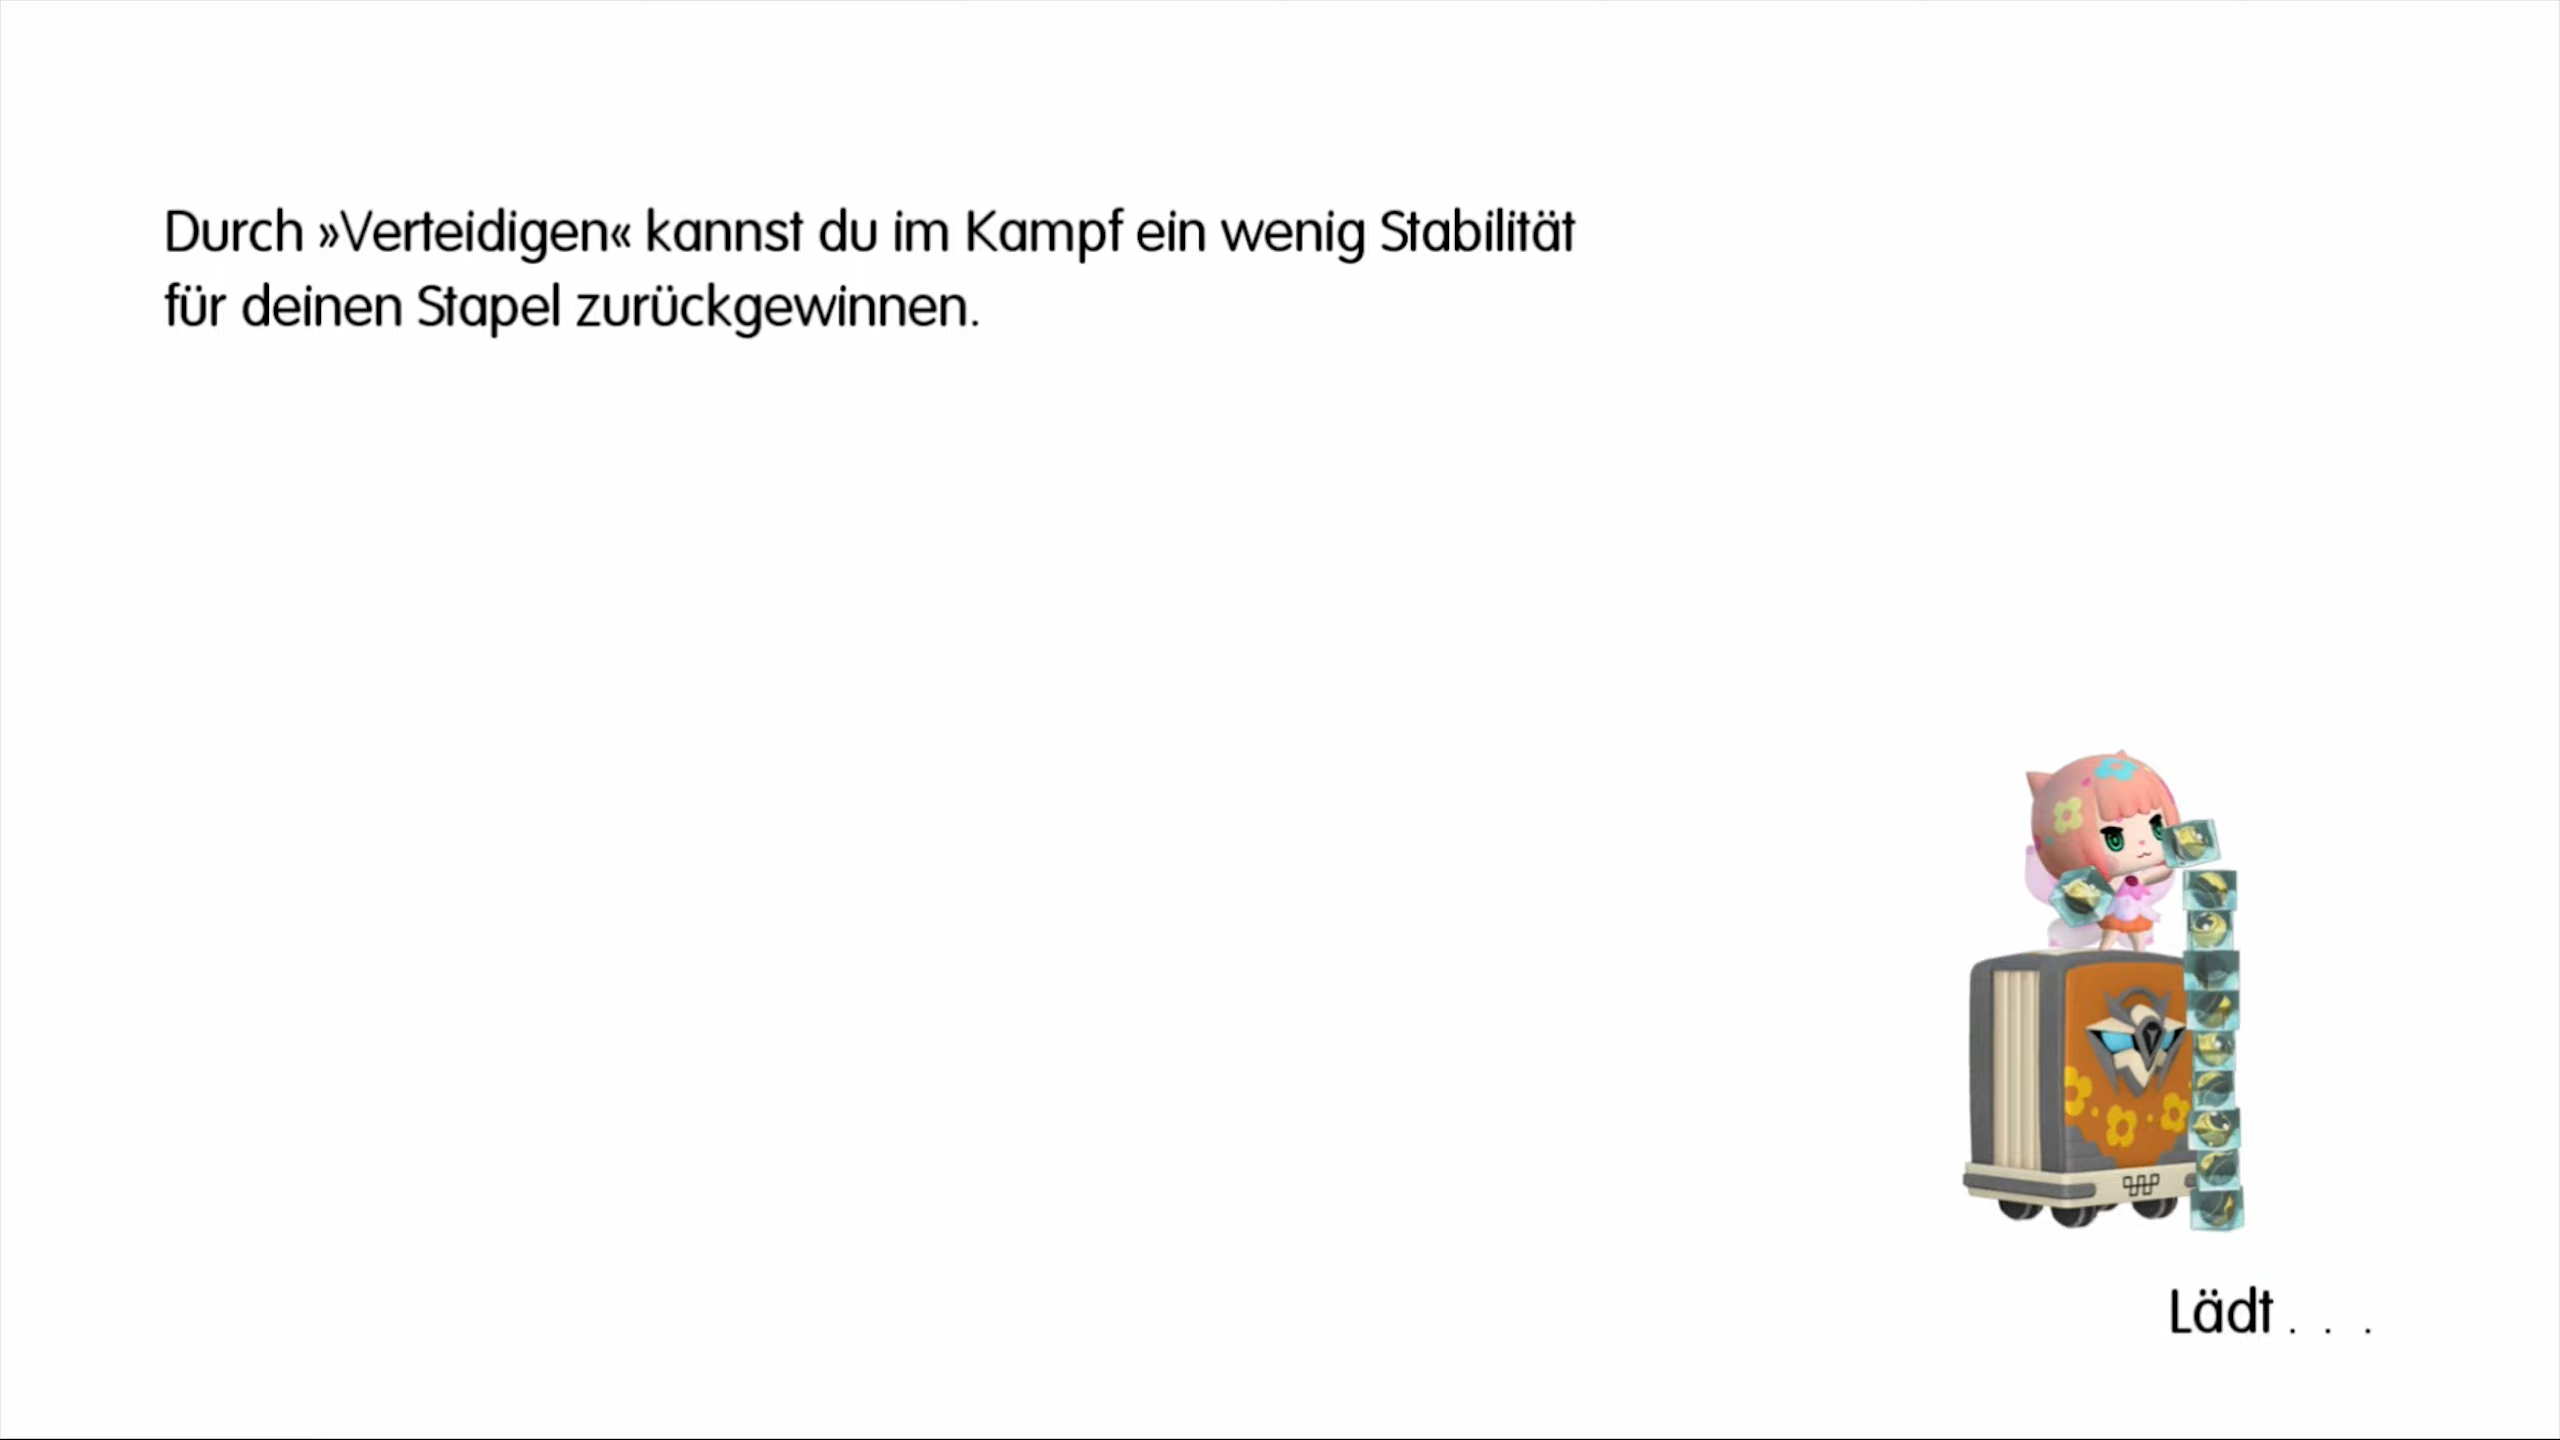 Durch »Verteidigen« kannst du im Kampf ein wenig Stabilität
für deinen Stapel zurückgewinnen.
Lädt . . .